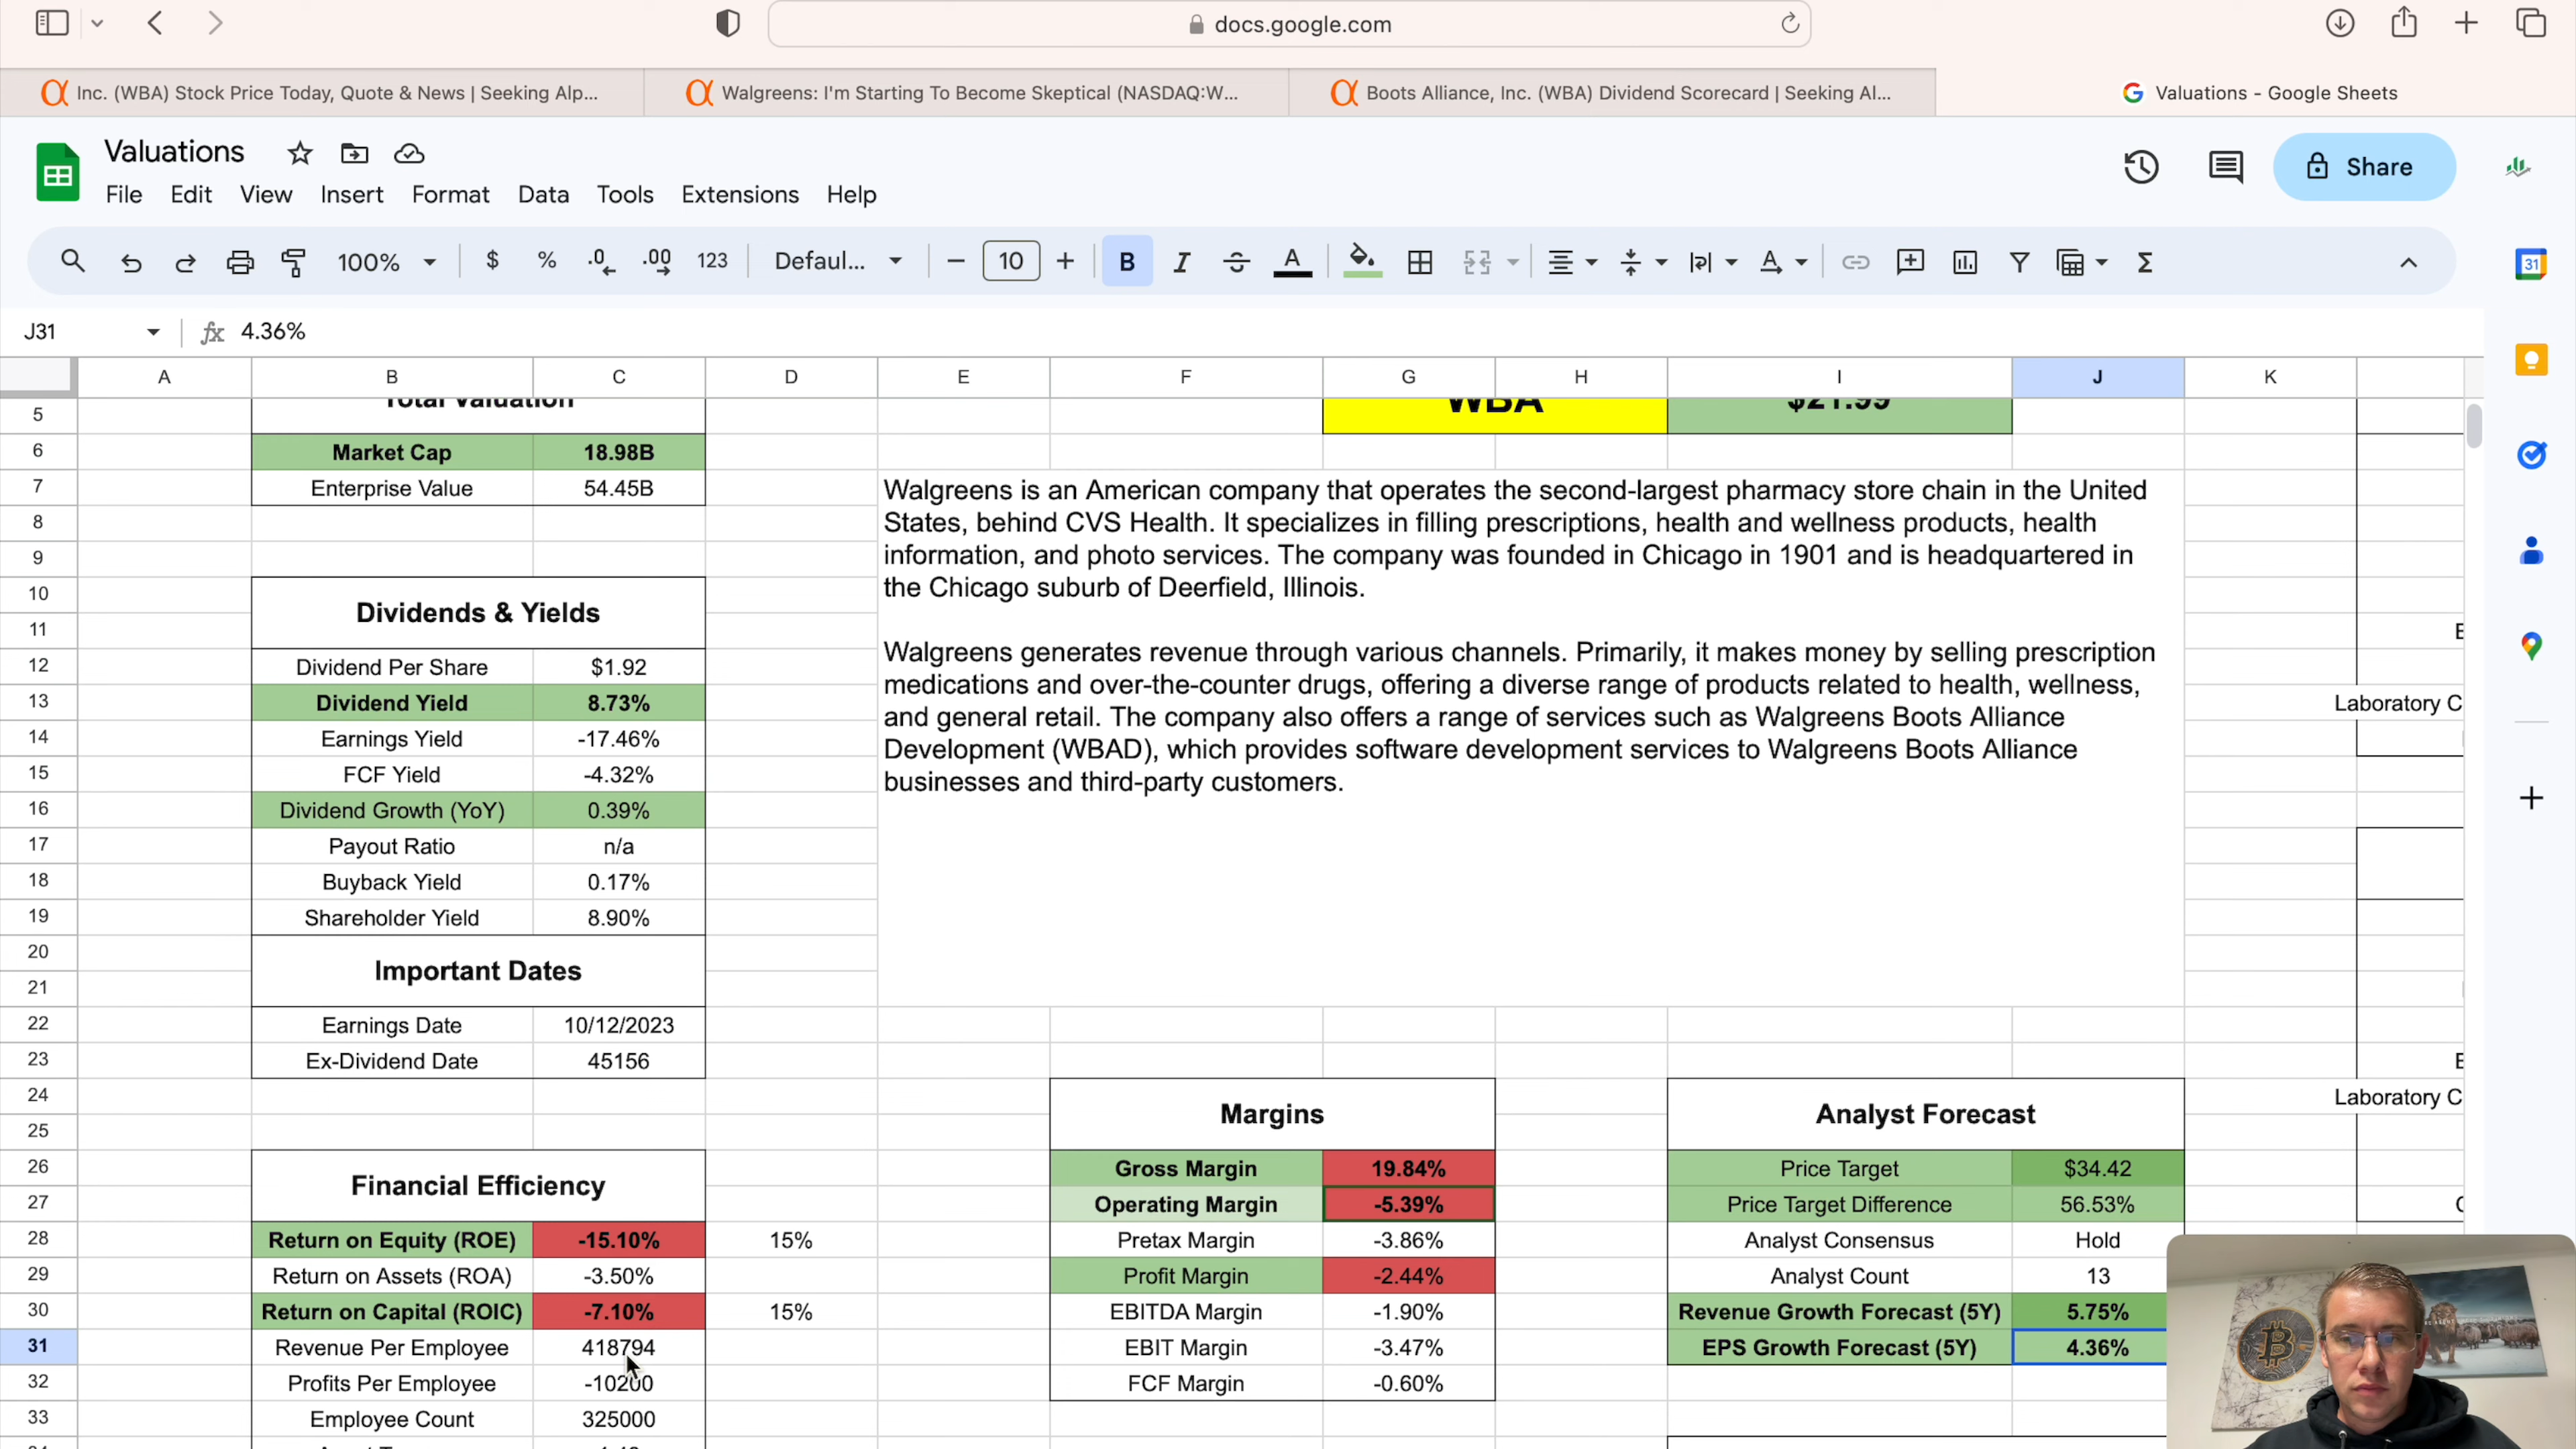 docs.google.com
Inc. (WBA) Stock Price Today, Quote & News | Seeking Alp...
Walgreens: I'm Starting To Become Skeptical (NASDAQ:W...
Boots Alliance, Inc. (WBA) Dividend Scorecard | Seeking Al...
Valuations - Google Sheets
Valuations
Share
File Edit View Insert Format Data Tools Extensions Help
100% $ % .0 .00 123 Defaul... 10 B I A
31
J31 fx 4.36%
A B C D E F G H I J K
5 Total Valuation WBA $21.99
6 Market Cap 18.98B
7 Enterprise Value 54.45B
8
9
10
11 Dividends & Yields
12 Dividend Per Share $1.92
13 Dividend Yield 8.73%
14 Earnings Yield -17.46%
15 FCF Yield -4.32%
16 Dividend Growth (YoY) 0.39%
17 Payout Ratio n/a
18 Buyback Yield 0.17%
19 Shareholder Yield 8.90%
20
21 Important Dates
22 Earnings Date 10/12/2023
23 Ex-Dividend Date 45156
24
25
26
27 Financial Efficiency
28 Return on Equity (ROE) -15.10% 15%
29 Return on Assets (ROA) -3.50%
30 Return on Capital (ROIC) -7.10% 15%
31 Revenue Per Employee 418794
32 Profits Per Employee -10200
33 Employee Count 325000
Walgreens is an American company that operates the second-largest pharmacy store chain in the United
States, behind CVS Health. It specializes in filling prescriptions, health and wellness products, health
information, and photo services. The company was founded in Chicago in 1901 and is headquartered in
the Chicago suburb of Deerfield, Illinois.
Walgreens generates revenue through various channels. Primarily, it makes money by selling prescription
medications and over-the-counter drugs, offering a diverse range of products related to health, wellness,
and general retail. The company also offers a range of services such as Walgreens Boots Alliance
Development (WBAD), which provides software development services to Walgreens Boots Alliance
businesses and third-party customers.
Margins
Gross Margin 19.84%
Operating Margin -5.39%
Pretax Margin -3.86%
Profit Margin -2.44%
EBITDA Margin -1.90%
EBIT Margin -3.47%
FCF Margin -0.60%
Analyst Forecast
Price Target $34.42
Price Target Difference 56.53%
Analyst Consensus Hold
Analyst Count 13
Revenue Growth Forecast (5Y) 5.75%
EPS Growth Forecast (5Y) 4.36%
Laboratory C
Laboratory C